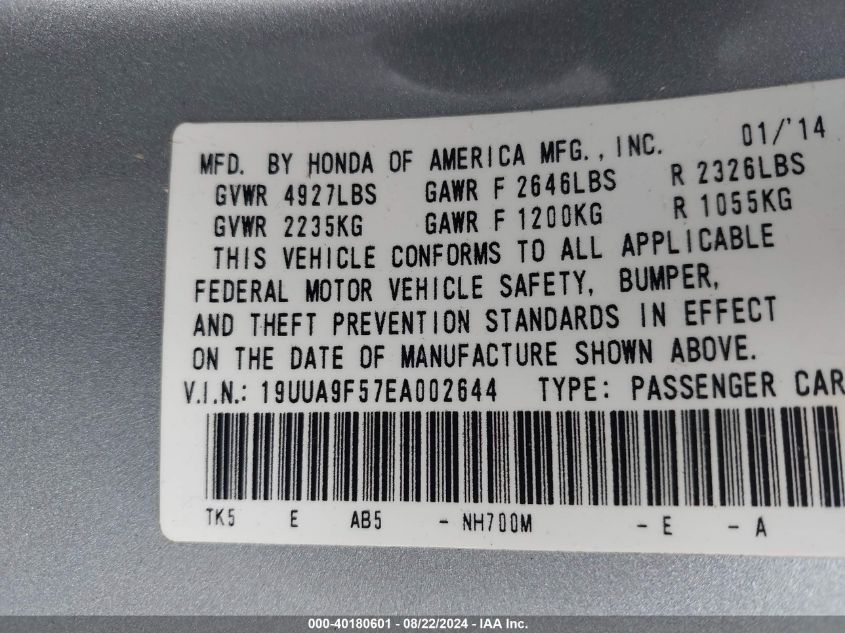 MFD. BY HONDA OF AMERICA MFG., INC. 01/'14
GVWR 4927LBS GAWR F 2646LBS R 2326LBS
GVWR 2235KG GAWR F 1200KG R 1055KG
THIS VEHICLE CONFORMS TO ALL APPLICABLE
FEDERAL MOTOR VEHICLE SAFETY, BUMPER,
AND THEFT PREVENTION STANDARDS IN EFFECT
ON THE DATE OF MANUFACTURE SHOWN ABOVE.
V.I.N.: 19UUA9F57EA002644 TYPE: PASSENGER CAR
TK5 E AB5 - NH700M - E - A
000-40180601 - 08/22/2024 - IAA Inc.